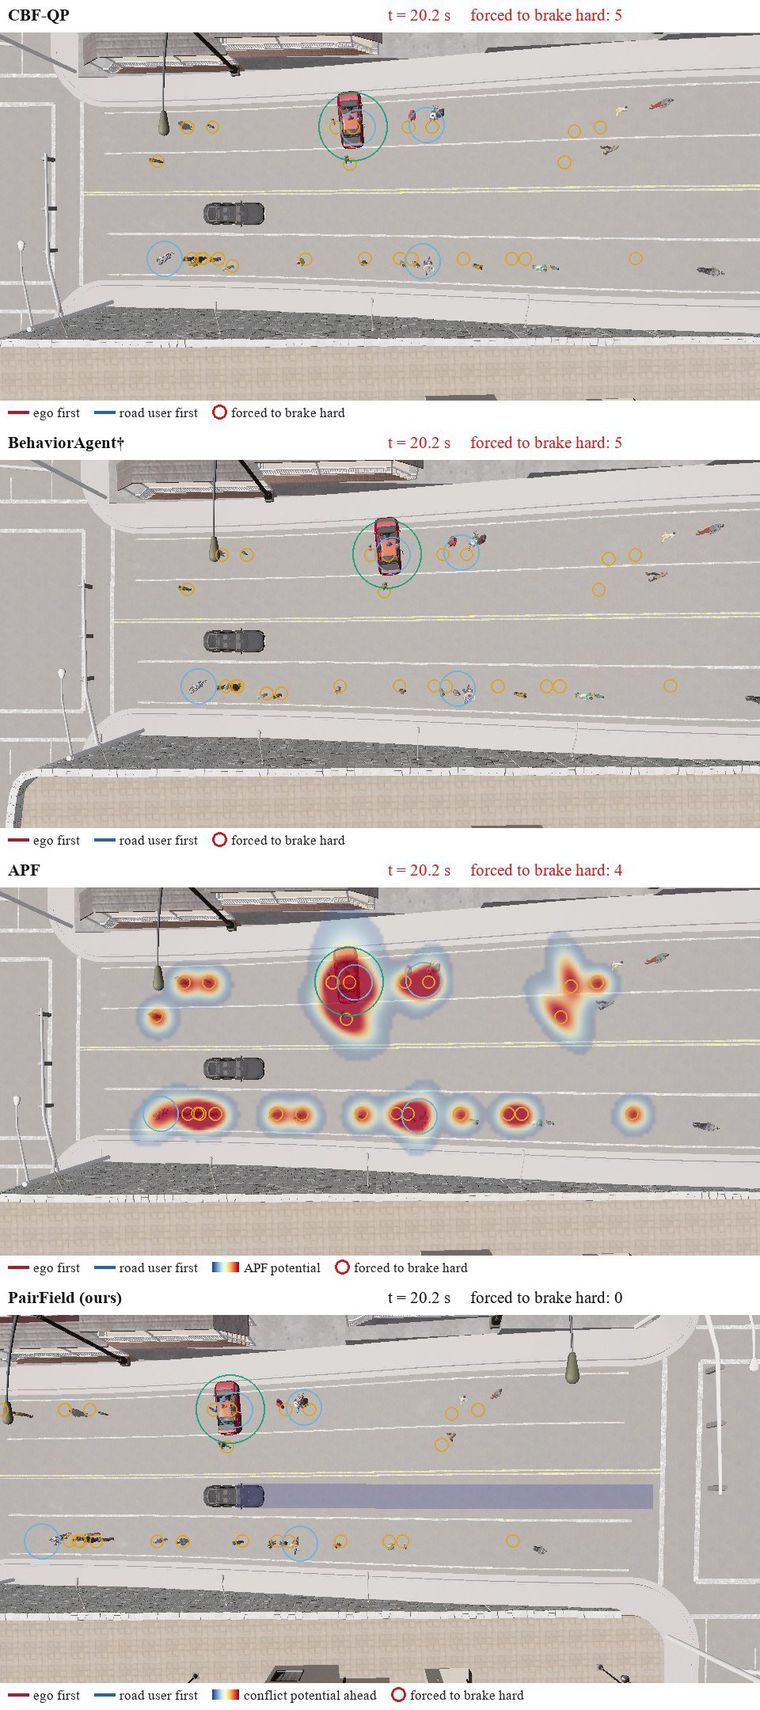 CBF-QP t = 20.2 s forced to brake hard: 5
ego first road user first forced to brake hard
BehaviorAgent† t = 20.2 s forced to brake hard: 5
ego first road user first forced to brake hard
APF t = 20.2 s forced to brake hard: 4
ego first road user first APF potential forced to brake hard
PairField (ours) t = 20.2 s forced to brake hard: 0
ego first road user first conflict potential ahead forced to brake hard